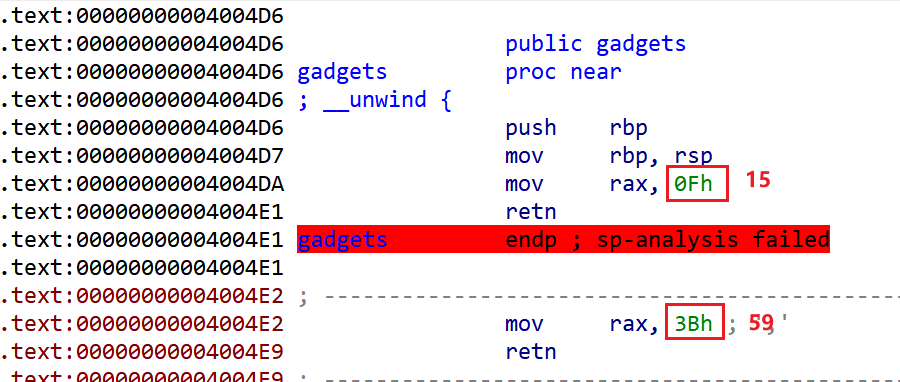 .text:00000000004004D6
.text:00000000004004D6 public gadgets
.text:00000000004004D6 gadgets proc near
.text:00000000004004D6 ; __unwind {
.text:00000000004004D6 push rbp
.text:00000000004004D7 mov rbp, rsp
.text:00000000004004DA mov rax, 0Fh 15
.text:00000000004004E1 retn
.text:00000000004004E1 gadgets endp ; sp-analysis failed
.text:00000000004004E1
.text:00000000004004E2 ; ---------------------------------------------
.text:00000000004004E2 mov rax, 3Bh ; 59;'
.text:00000000004004E9 retn
.text:00000000004004E9 ; ---------------------------------------------